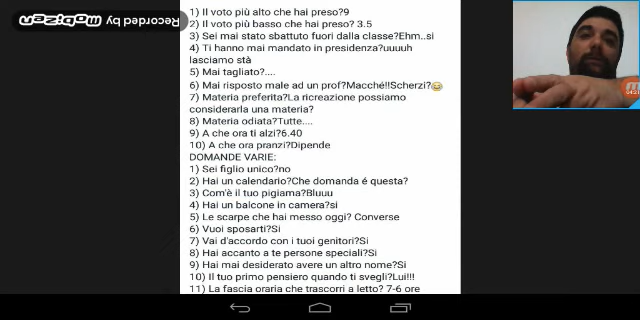 1) Il voto più alto che hai preso?9
2) Il voto più basso che hai preso? 3.5
3) Sei mai stato sbattuto fuori dalla classe?Ehm..si
4) Ti hanno mai mandato in presidenza?uuuuh
lasciamo stà
5) Mai tagliato?....
6) Mai risposto male ad un prof?Macché!!Scherzi?😄
7) Materia preferita?La ricreazione possiamo
considerarla una materia?
8) Materia odiata?Tutte....
9) A che ora ti alzi?6.40
10) A che ora pranzi?Dipende
DOMANDE VARIE:
1) Sei figlio unico?no
2) Hai un calendario?Che domanda é questa?
3) Com'è il tuo pigiama?Bluuu
4) Hai un balcone in camera?si
5) Le scarpe che hai messo oggi? Converse
6) Vuoi sposarti?Si
7) Vai d'accordo con i tuoi genitori?Si
8) Hai accanto a te persone speciali?Si
9) Hai mai desiderato avere un altro nome?Si
10) Il tuo primo pensiero quando ti svegli?Lui!!!
11) La fascia oraria che trascorri a letto? 7-6 ore
Recorded by
mobizen